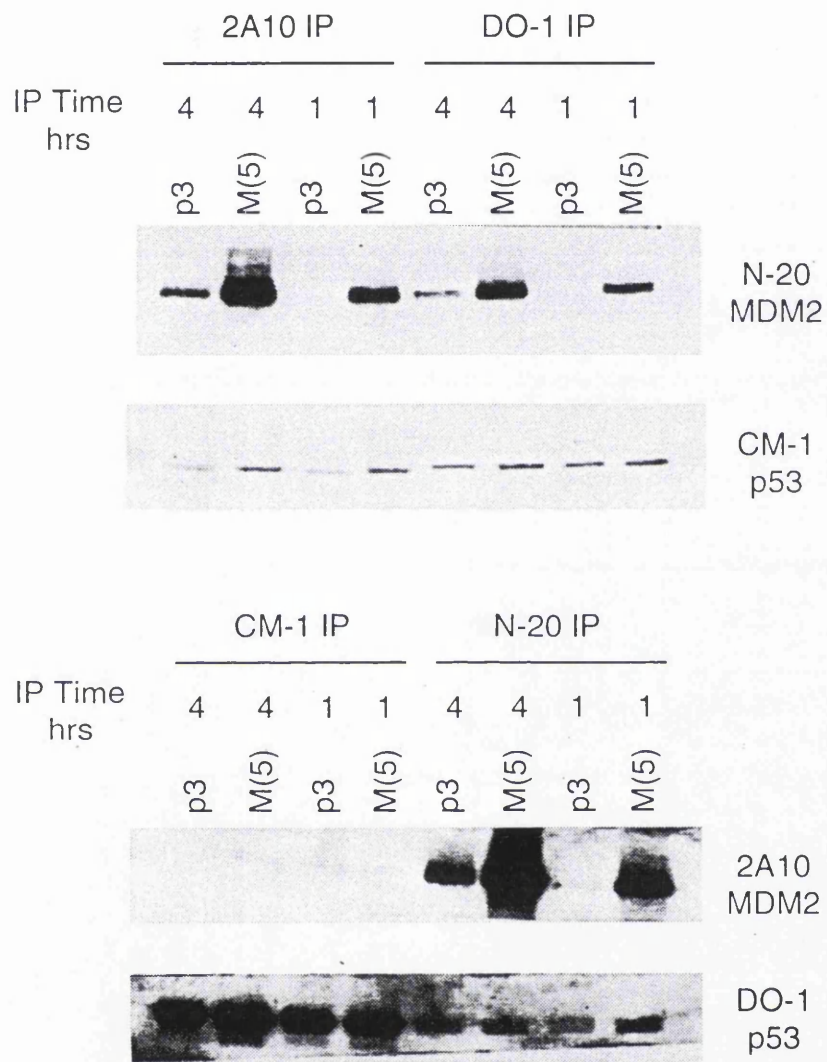 2A10 IP DO-1 IP
IP Time hrs 4 4 1 1 4 4 1 1
p3 M(5) p3 M(5) p3 M(5) p3 M(5)
N-20
MDM2
CM-1
p53
CM-1 IP N-20 IP
IP Time hrs 4 4 1 1 4 4 1 1
p3 M(5) p3 M(5) p3 M(5) p3 M(5)
2A10
MDM2
DO-1
p53